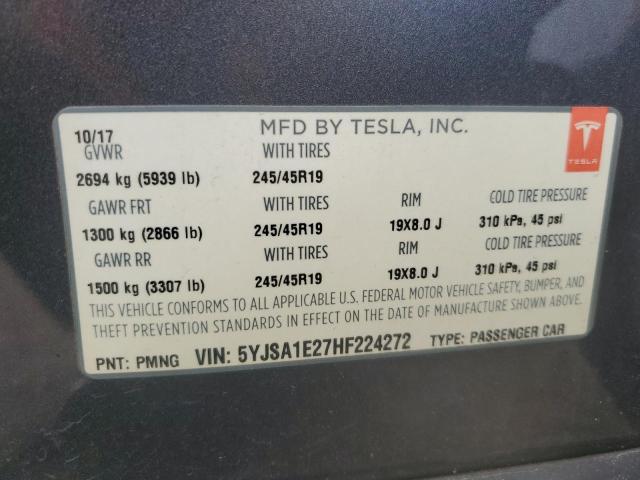 10/17 MFD BY TESLA, INC.
GVWR WITH TIRES
TESLA
2694 kg (5939 lb) 245/45R19
GAWR FRT WITH TIRES RIM COLD TIRE PRESSURE
1300 kg (2866 lb) 245/45R19 19X8.0 J 310 kPa, 45 psi
GAWR RR WITH TIRES RIM COLD TIRE PRESSURE
1500 kg (3307 lb) 245/45R19 19X8.0 J 310 kPa, 45 psi
THIS VEHICLE CONFORMS TO ALL APPLICABLE U.S. FEDERAL MOTOR VEHICLE SAFETY, BUMPER, AND
THEFT PREVENTION STANDARDS IN EFFECT ON THE DATE OF MANUFACTURE SHOWN ABOVE.
PNT: PMNG VIN: 5YJSA1E27HF224272 TYPE: PASSENGER CAR